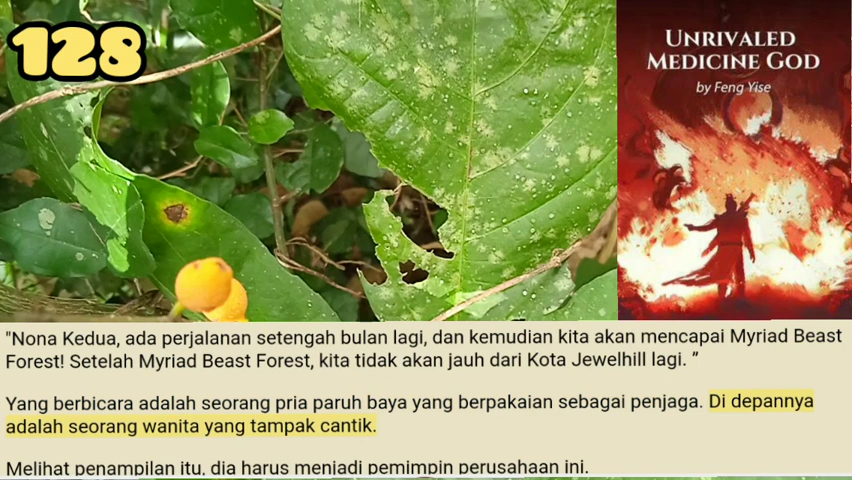 128
UNRIVALED
MEDICINE GOD
by Feng Yise
"Nona Kedua, ada perjalanan setengah bulan lagi, dan kemudian kita akan mencapai Myriad Beast
Forest! Setelah Myriad Beast Forest, kita tidak akan jauh dari Kota Jewelhill lagi. ”
Yang berbicara adalah seorang pria paruh baya yang berpakaian sebagai penjaga. Di depannya
adalah seorang wanita yang tampak cantik.
Melihat penampilan itu, dia harus menjadi pemimpin perusahaan ini.